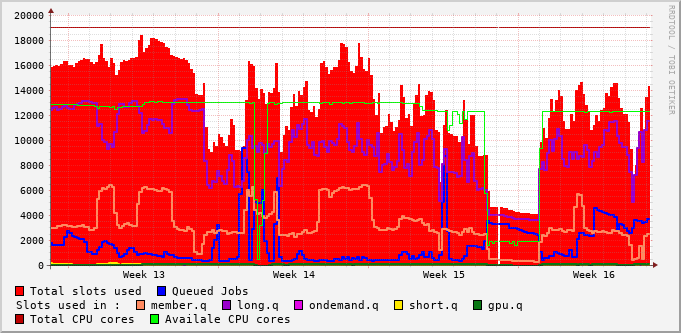 20000
18000
16000
14000
12000
10000
8000
6000
4000
2000
0
Week 13 Week 14 Week 15 Week 16
RRDTOOL / TOBI OETIKER
Total slots used Queued Jobs
Slots used in : member.q long.q ondemand.q short.q gpu.q
Total CPU cores Availale CPU cores